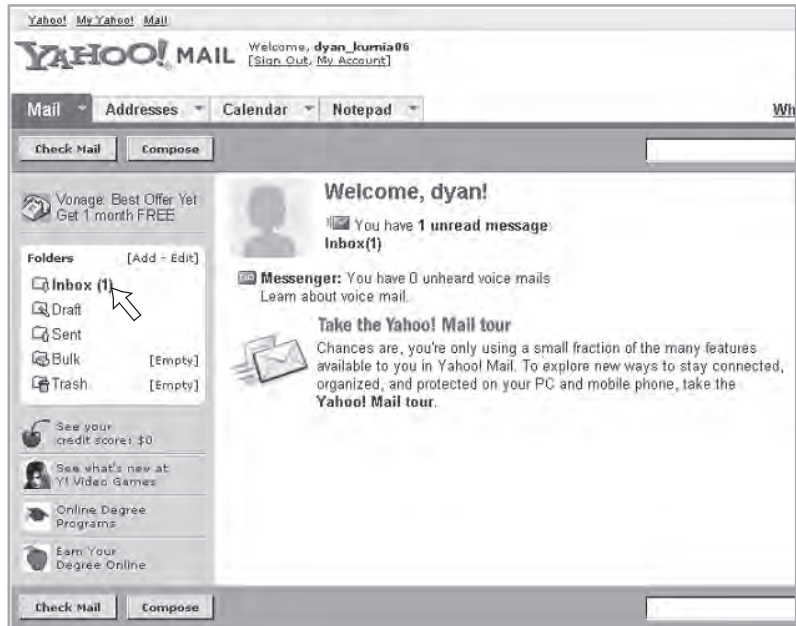 Yahoo! My Yahoo! Mail
YAHOO! MAIL
Welcome, dyan_kurnia06
[Sign Out, My Account]
Mail Addresses Calendar Notepad
Wh
Check Mail Compose
Vonage: Best Offer Yet
Get 1 month FREE
Folders [Add - Edit]
Inbox (1)
Draft
Sent
Bulk [Empty]
Trash [Empty]
See your
credit score: $0
See what's new at
Y! Video Games
Online Degree
Programs
Earn Your
Degree Online
Welcome, dyan!
You have 1 unread message:
Inbox(1)
Messenger: You have 0 unheard voice mails
Learn about voice mail.
Take the Yahoo! Mail tour
Chances are, you're only using a small fraction of the many features
available to you in Yahoo! Mail. To explore new ways to stay connected,
organized, and protected on your PC and mobile phone, take the
Yahoo! Mail tour.
Check Mail Compose